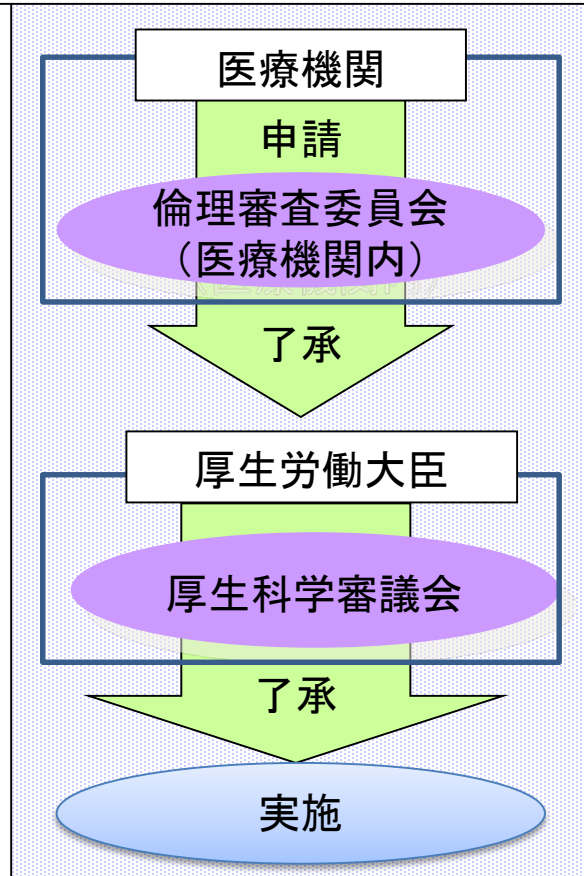 医療機関
申請
倫理審査委員会
（医療機関内）
了承
厚生労働大臣
厚生科学審議会
了承
実施